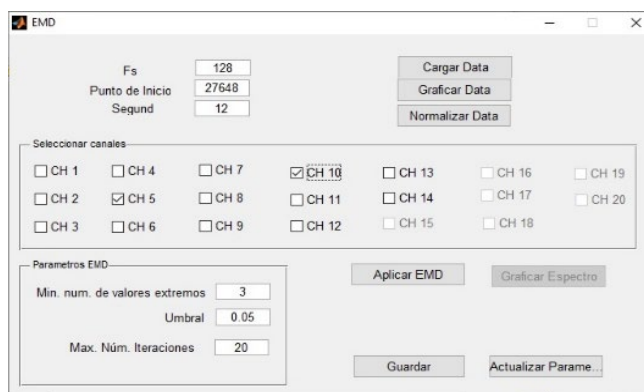 EMD
Fs 128 Cargar Data
Punto de Inicio 27648 Graficar Data
Segund 12 Normalizar Data
Seleccionar canales
CH 1 CH 4 CH 7 CH 10 CH 13 CH 16 CH 19
CH 2 CH 5 CH 8 CH 11 CH 14 CH 17 CH 20
CH 3 CH 6 CH 9 CH 12 CH 15 CH 18
Parametros EMD
Aplicar EMD Graficar Espectro
Min. num. de valores extremos 3
Umbral 0.05
Max. Núm. Iteraciones 20
Guardar Actualizar Parame...